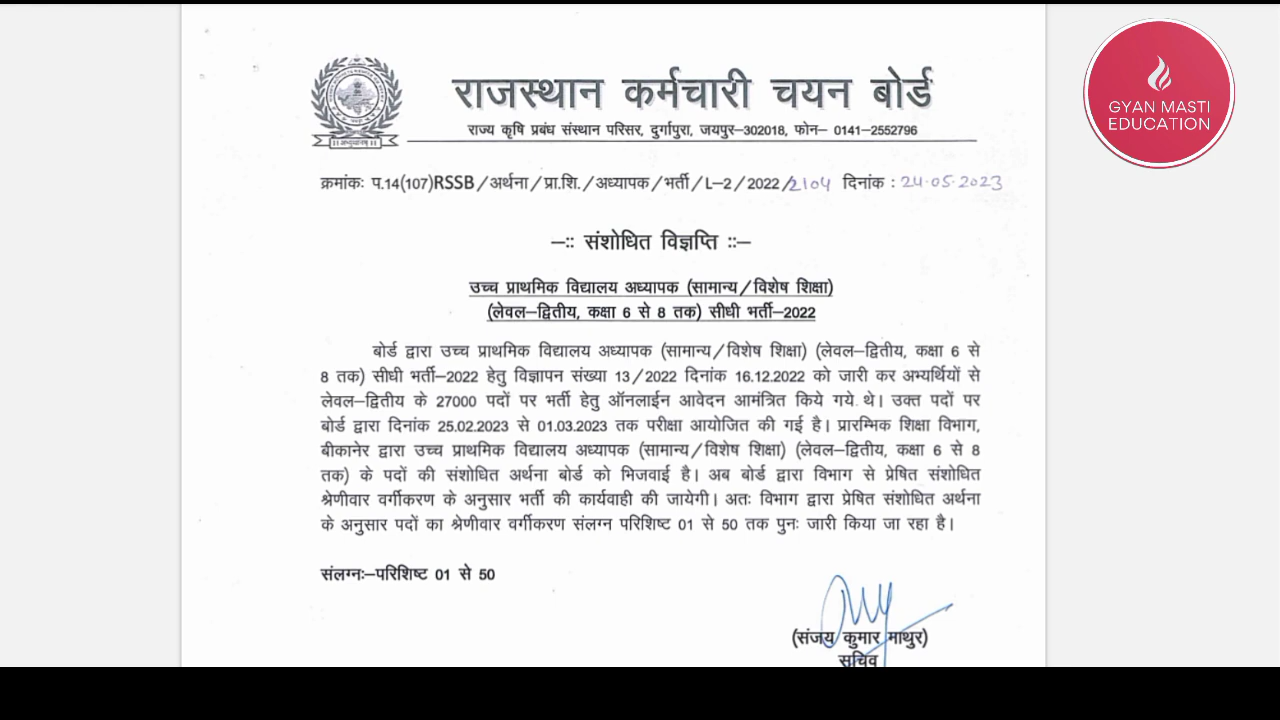 राजस्थान कर्मचारी चयन बोर्ड
राज्य कृषि प्रबंध संस्थान परिसर, दुर्गापुरा, जयपुर–302018, फोन– 0141–2552796
GYAN MASTI
EDUCATION
क्रमांकः प.14(107)RSSB/अर्थना/प्रा.शि./अध्यापक/भर्ती/L–2/2022/2104 दिनांक : 24.05.2023
–:: संशोधित विज्ञप्ति ::–
उच्च प्राथमिक विद्यालय अध्यापक (सामान्य/विशेष शिक्षा)
(लेवल–द्वितीय, कक्षा 6 से 8 तक) सीधी भर्ती–2022
बोर्ड द्वारा उच्च प्राथमिक विद्यालय अध्यापक (सामान्य/विशेष शिक्षा) (लेवल–द्वितीय, कक्षा 6 से
8 तक) सीधी भर्ती–2022 हेतु विज्ञापन संख्या 13/2022 दिनांक 16.12.2022 को जारी कर अभ्यर्थियों से
लेवल–द्वितीय के 27000 पदों पर भर्ती हेतु ऑनलाईन आवेदन आमंत्रित किये गये थे। उक्त पदों पर
बोर्ड द्वारा दिनांक 25.02.2023 से 01.03.2023 तक परीक्षा आयोजित की गई है। प्रारम्भिक शिक्षा विभाग,
बीकानेर द्वारा उच्च प्राथमिक विद्यालय अध्यापक (सामान्य/विशेष शिक्षा) (लेवल–द्वितीय, कक्षा 6 से 8
तक) के पदों की संशोधित अर्थना बोर्ड को भिजवाई है। अब बोर्ड द्वारा विभाग से प्रेषित संशोधित
श्रेणीवार वर्गीकरण के अनुसार भर्ती की कार्यवाही की जायेगी। अतः विभाग द्वारा प्रेषित संशोधित अर्थना
के अनुसार पदों का श्रेणीवार वर्गीकरण संलग्न परिशिष्ट 01 से 50 तक पुनः जारी किया जा रहा है।
संलग्नः–परिशिष्ट 01 से 50
(संजय कुमार माथुर)
सचिव